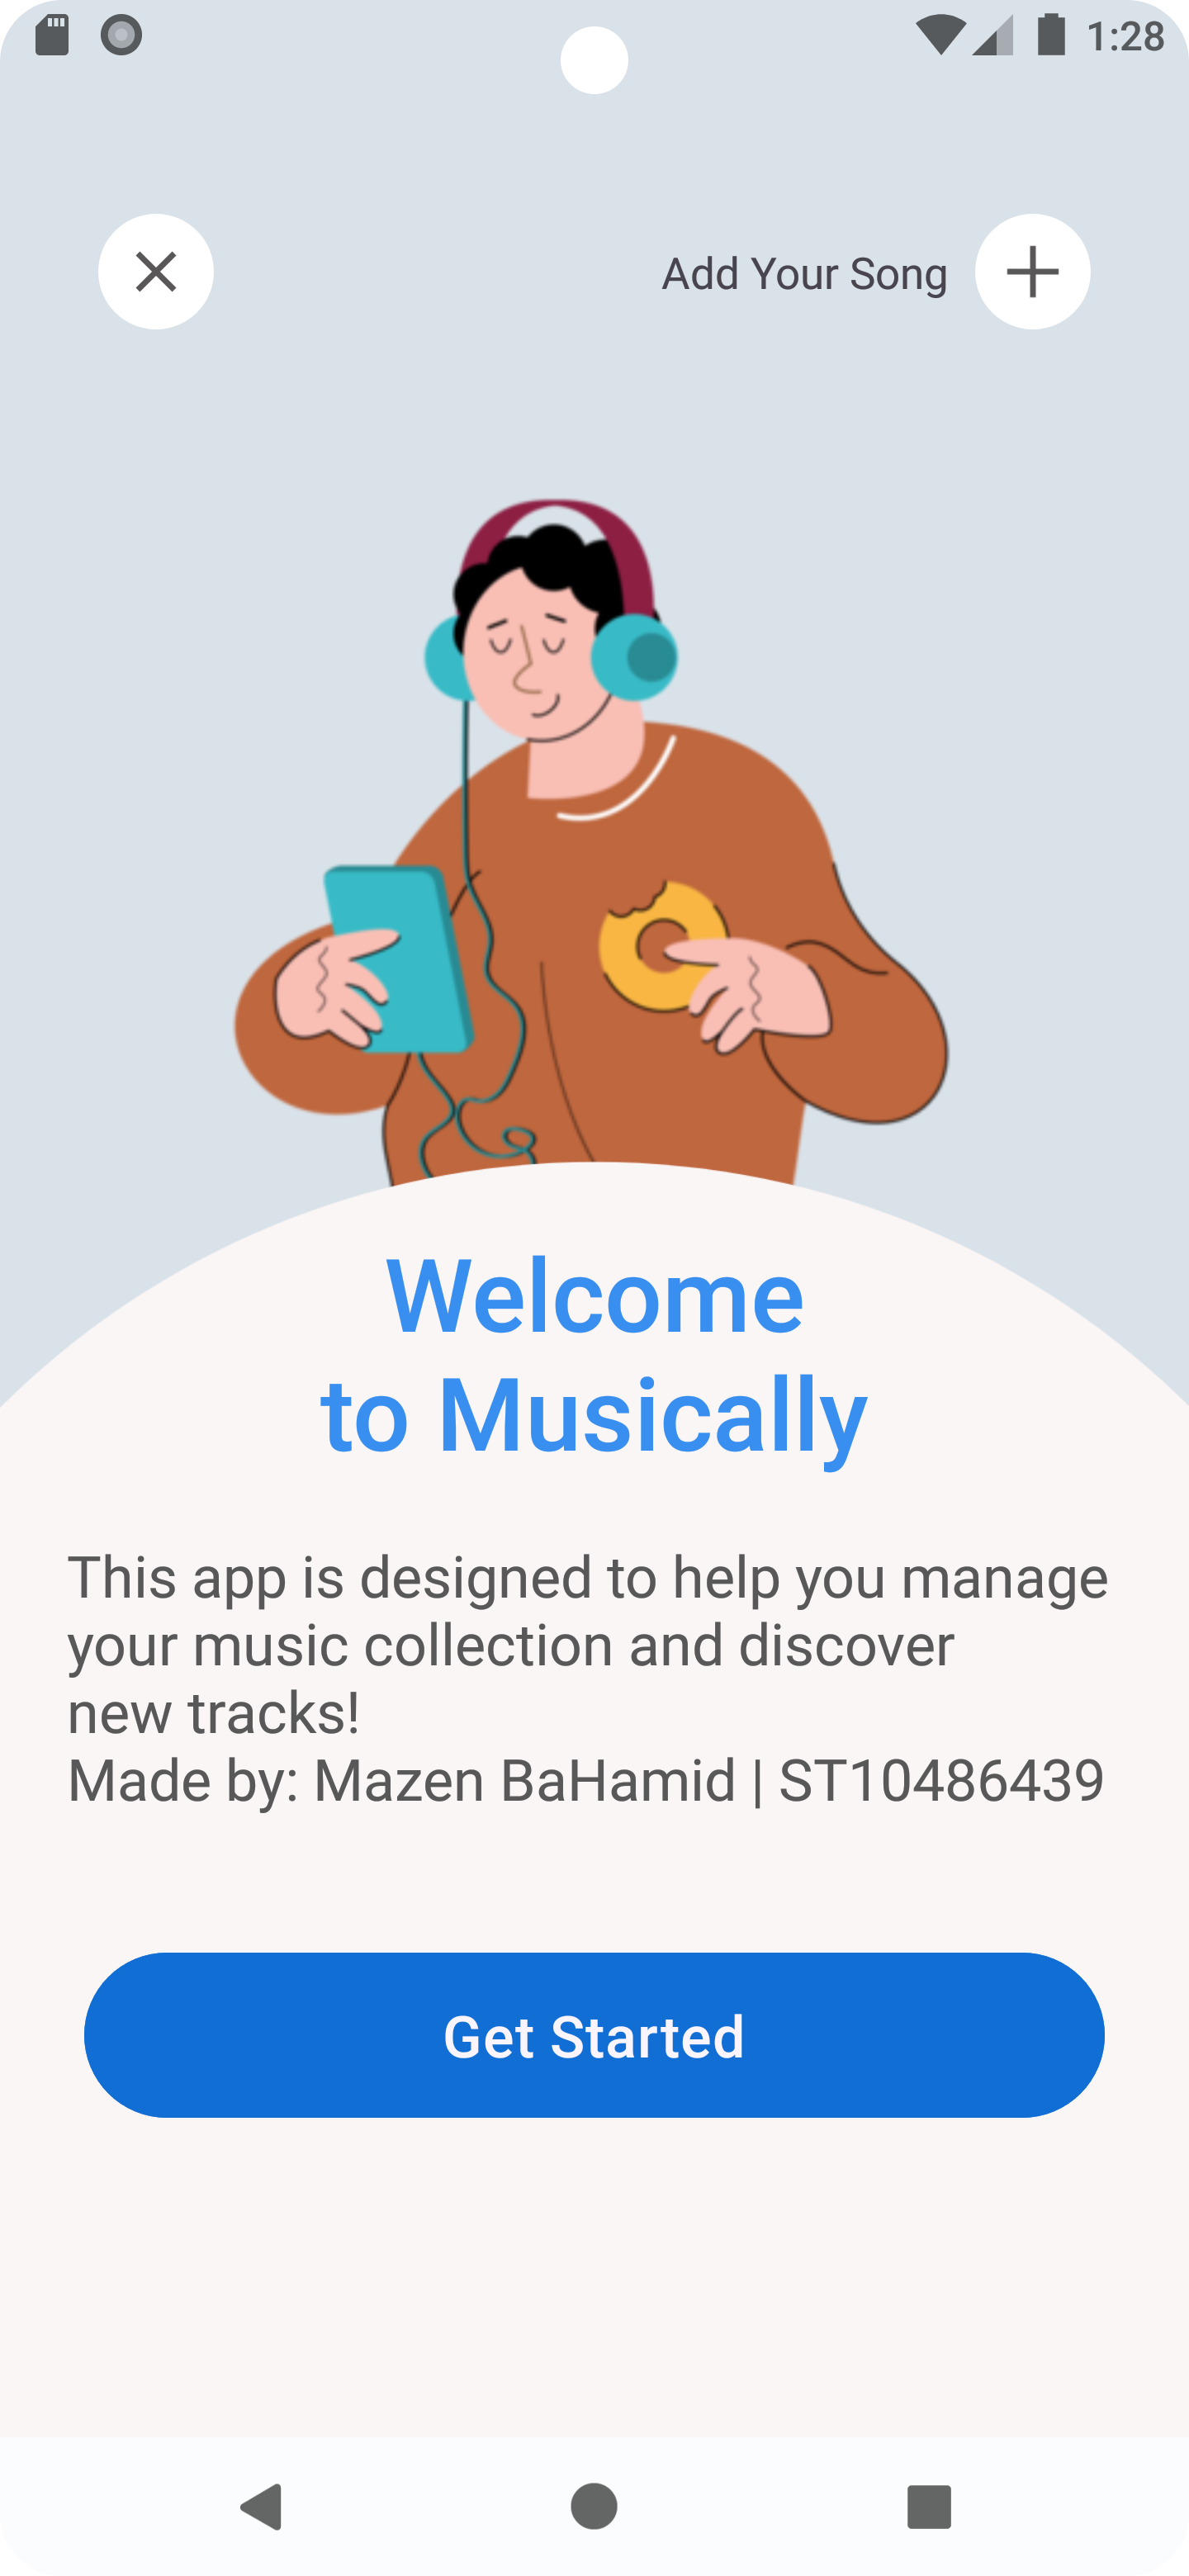 1:28
Add Your Song
Welcome
to Musically
This app is designed to help you manage
your music collection and discover
new tracks!
Made by: Mazen BaHamid | ST10486439
Get Started